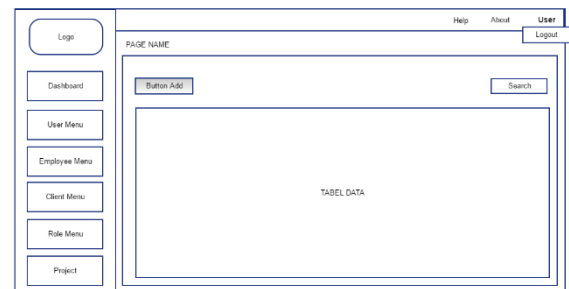 Logo
Dashboard
User Menu
Employee Menu
Client Menu
Role Menu
Project
Help About User
Logout
PAGE NAME
Button Add
Search
TABEL DATA